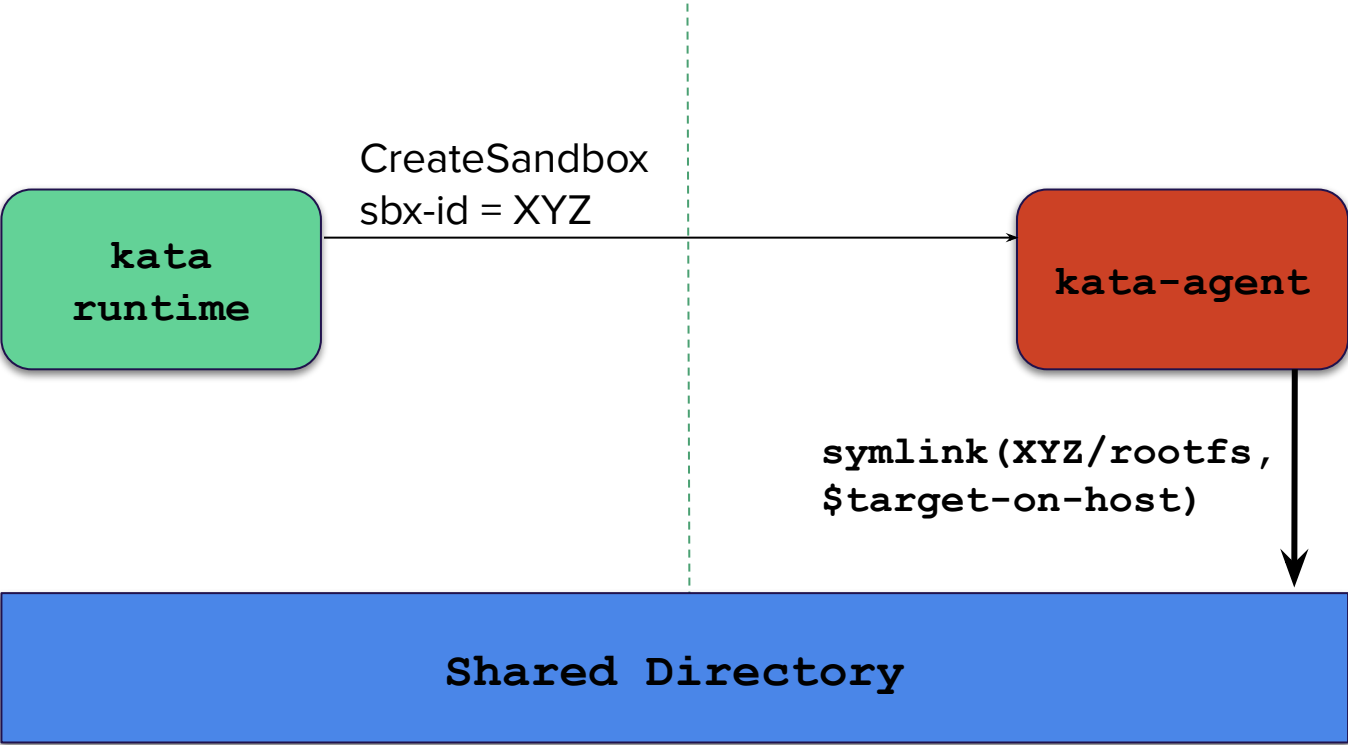 CreateSandbox
sbx-id = XYZ
kata
runtime
kata-agent
symlink(XYZ/rootfs,
$target-on-host)
Shared Directory